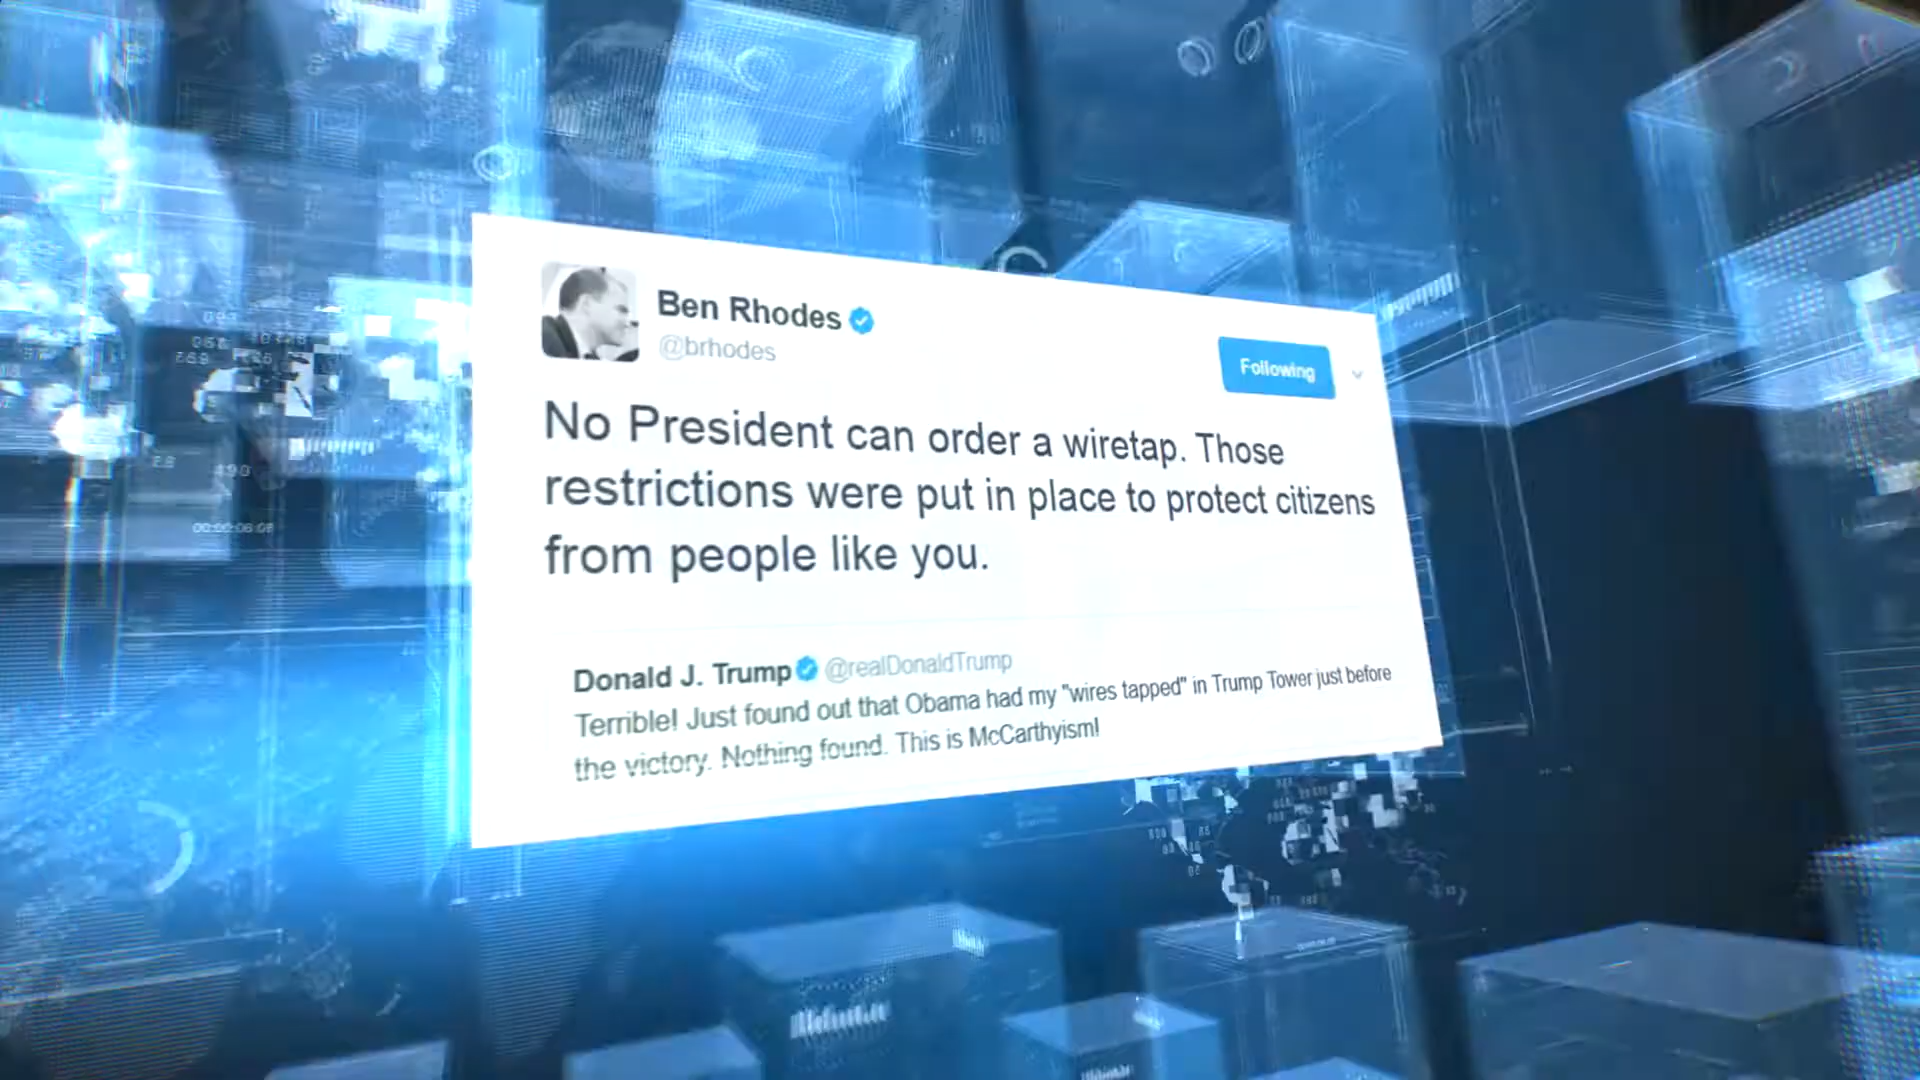 Ben Rhodes
@brhodes
Following
No President can order a wiretap. Those
restrictions were put in place to protect citizens
from people like you.
Donald J. Trump @realDonaldTrump
Terrible! Just found out that Obama had my "wires tapped" in Trump Tower just before
the victory. Nothing found. This is McCarthyism!